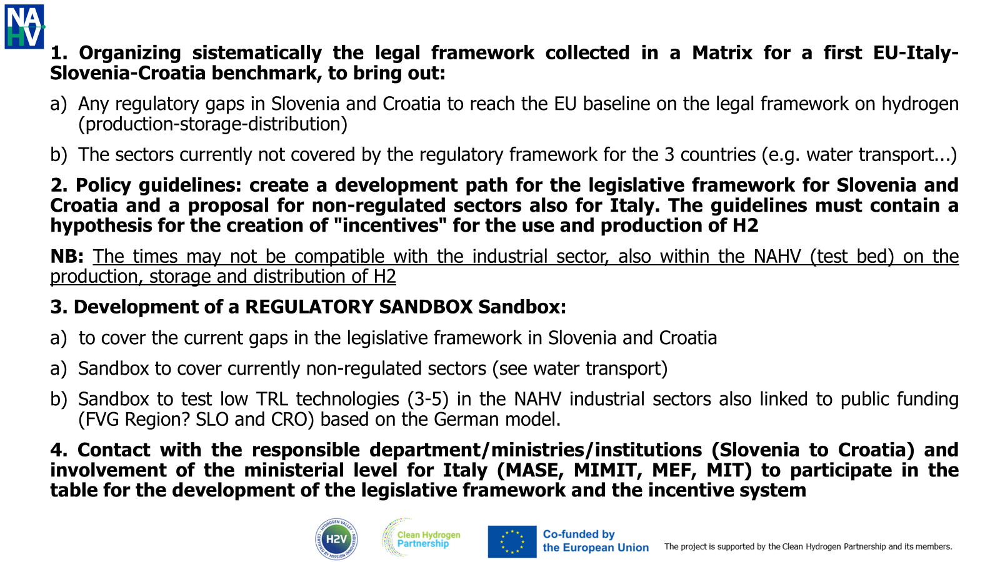 NA
HV
1. Organizing sistematically the legal framework collected in a Matrix for a first EU-Italy-
Slovenia-Croatia benchmark, to bring out:
a) Any regulatory gaps in Slovenia and Croatia to reach the EU baseline on the legal framework on hydrogen
(production-storage-distribution)
b) The sectors currently not covered by the regulatory framework for the 3 countries (e.g. water transport...)
2. Policy guidelines: create a development path for the legislative framework for Slovenia and
Croatia and a proposal for non-regulated sectors also for Italy. The guidelines must contain a
hypothesis for the creation of "incentives" for the use and production of H2
NB: The times may not be compatible with the industrial sector, also within the NAHV (test bed) on the
production, storage and distribution of H2
3. Development of a REGULATORY SANDBOX Sandbox:
a) to cover the current gaps in the legislative framework in Slovenia and Croatia
a) Sandbox to cover currently non-regulated sectors (see water transport)
b) Sandbox to test low TRL technologies (3-5) in the NAHV industrial sectors also linked to public funding
(FVG Region? SLO and CRO) based on the German model.
4. Contact with the responsible department/ministries/institutions (Slovenia to Croatia) and
involvement of the ministerial level for Italy (MASE, MIMIT, MEF, MIT) to participate in the
table for the development of the legislative framework and the incentive system
HYDROGEN VALLEY
H2V
CERTIFIED BY MISSION INNOVATION
Clean Hydrogen
Partnership
Co-funded by
the European Union
The project is supported by the Clean Hydrogen Partnership and its members.